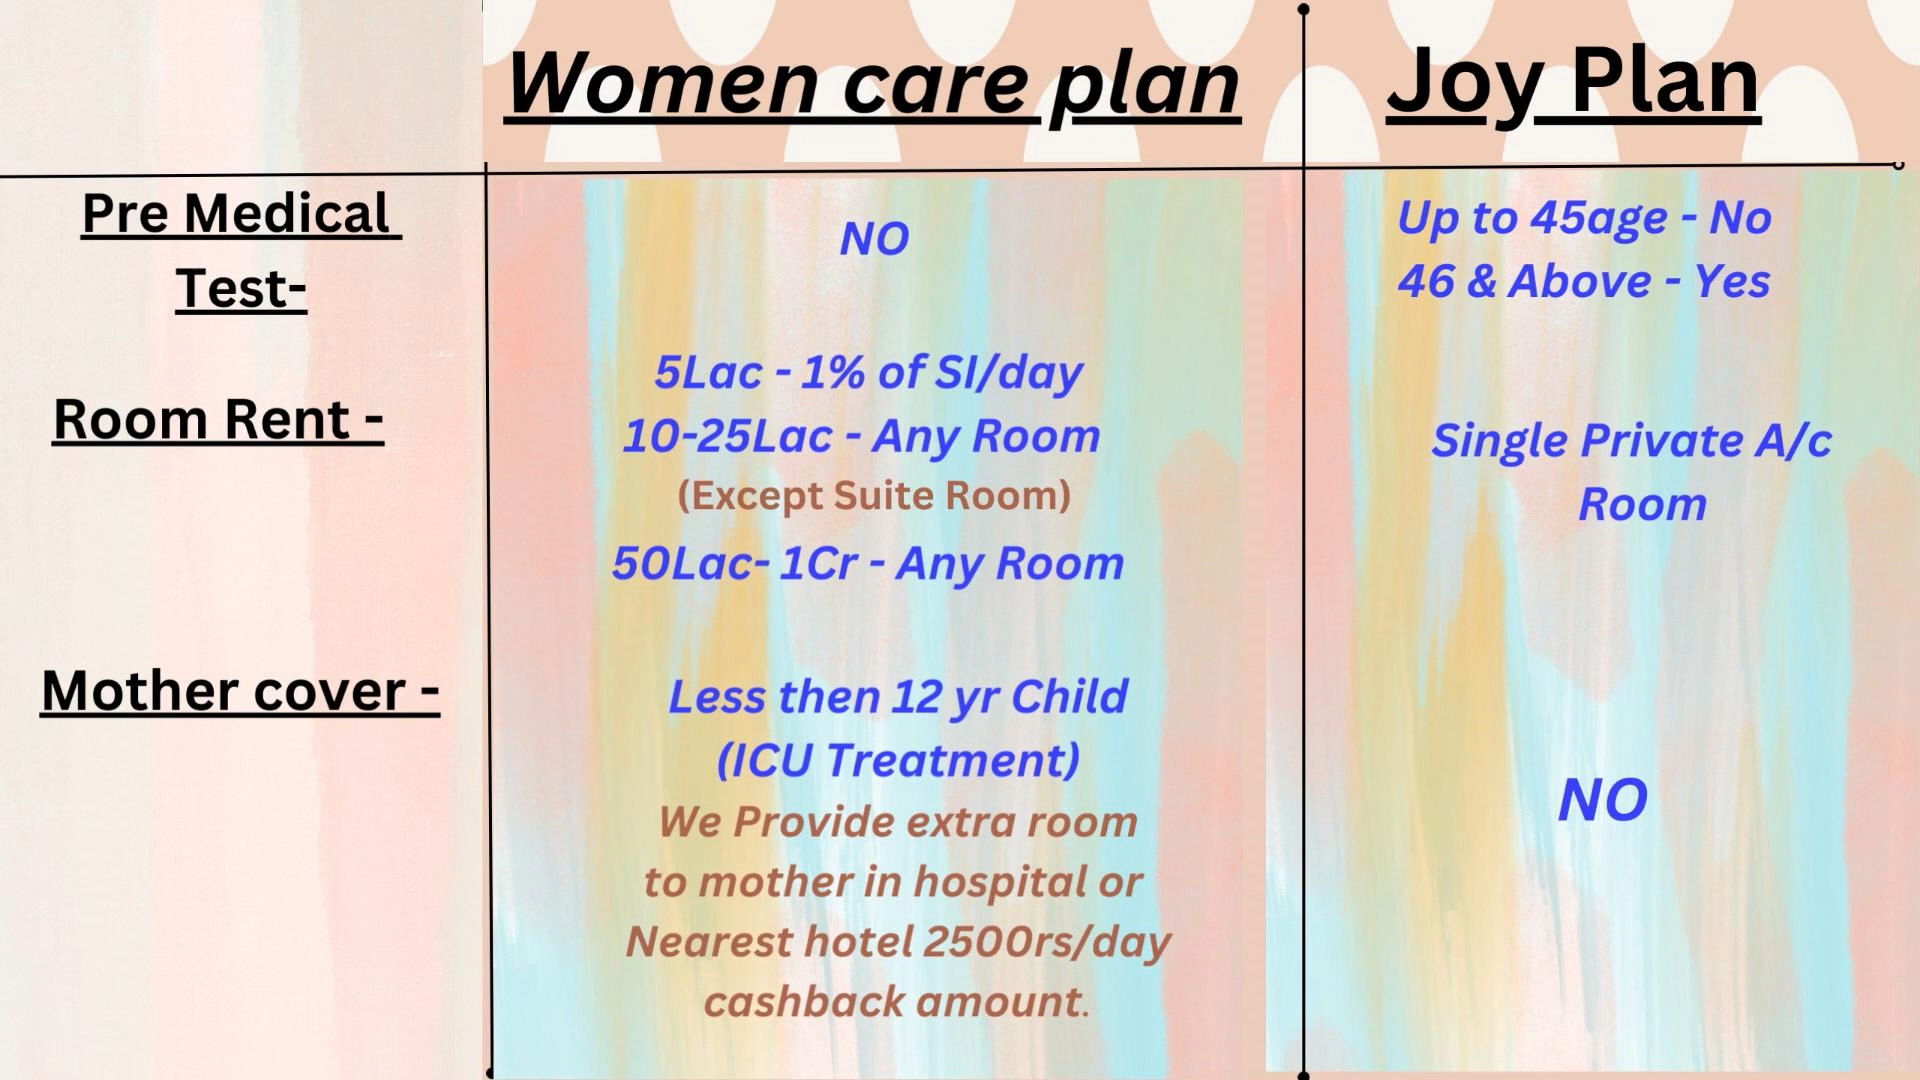 Women care plan
Joy Plan
Pre Medical
Test-
NO
Up to 45age - No
46 & Above - Yes
Room Rent -
5Lac - 1% of SI/day
10-25Lac - Any Room
(Except Suite Room)
50Lac- 1Cr - Any Room
Single Private A/c
Room
Mother cover -
Less then 12 yr Child
(ICU Treatment)
We Provide extra room
to mother in hospital or
Nearest hotel 2500rs/day
cashback amount.
NO